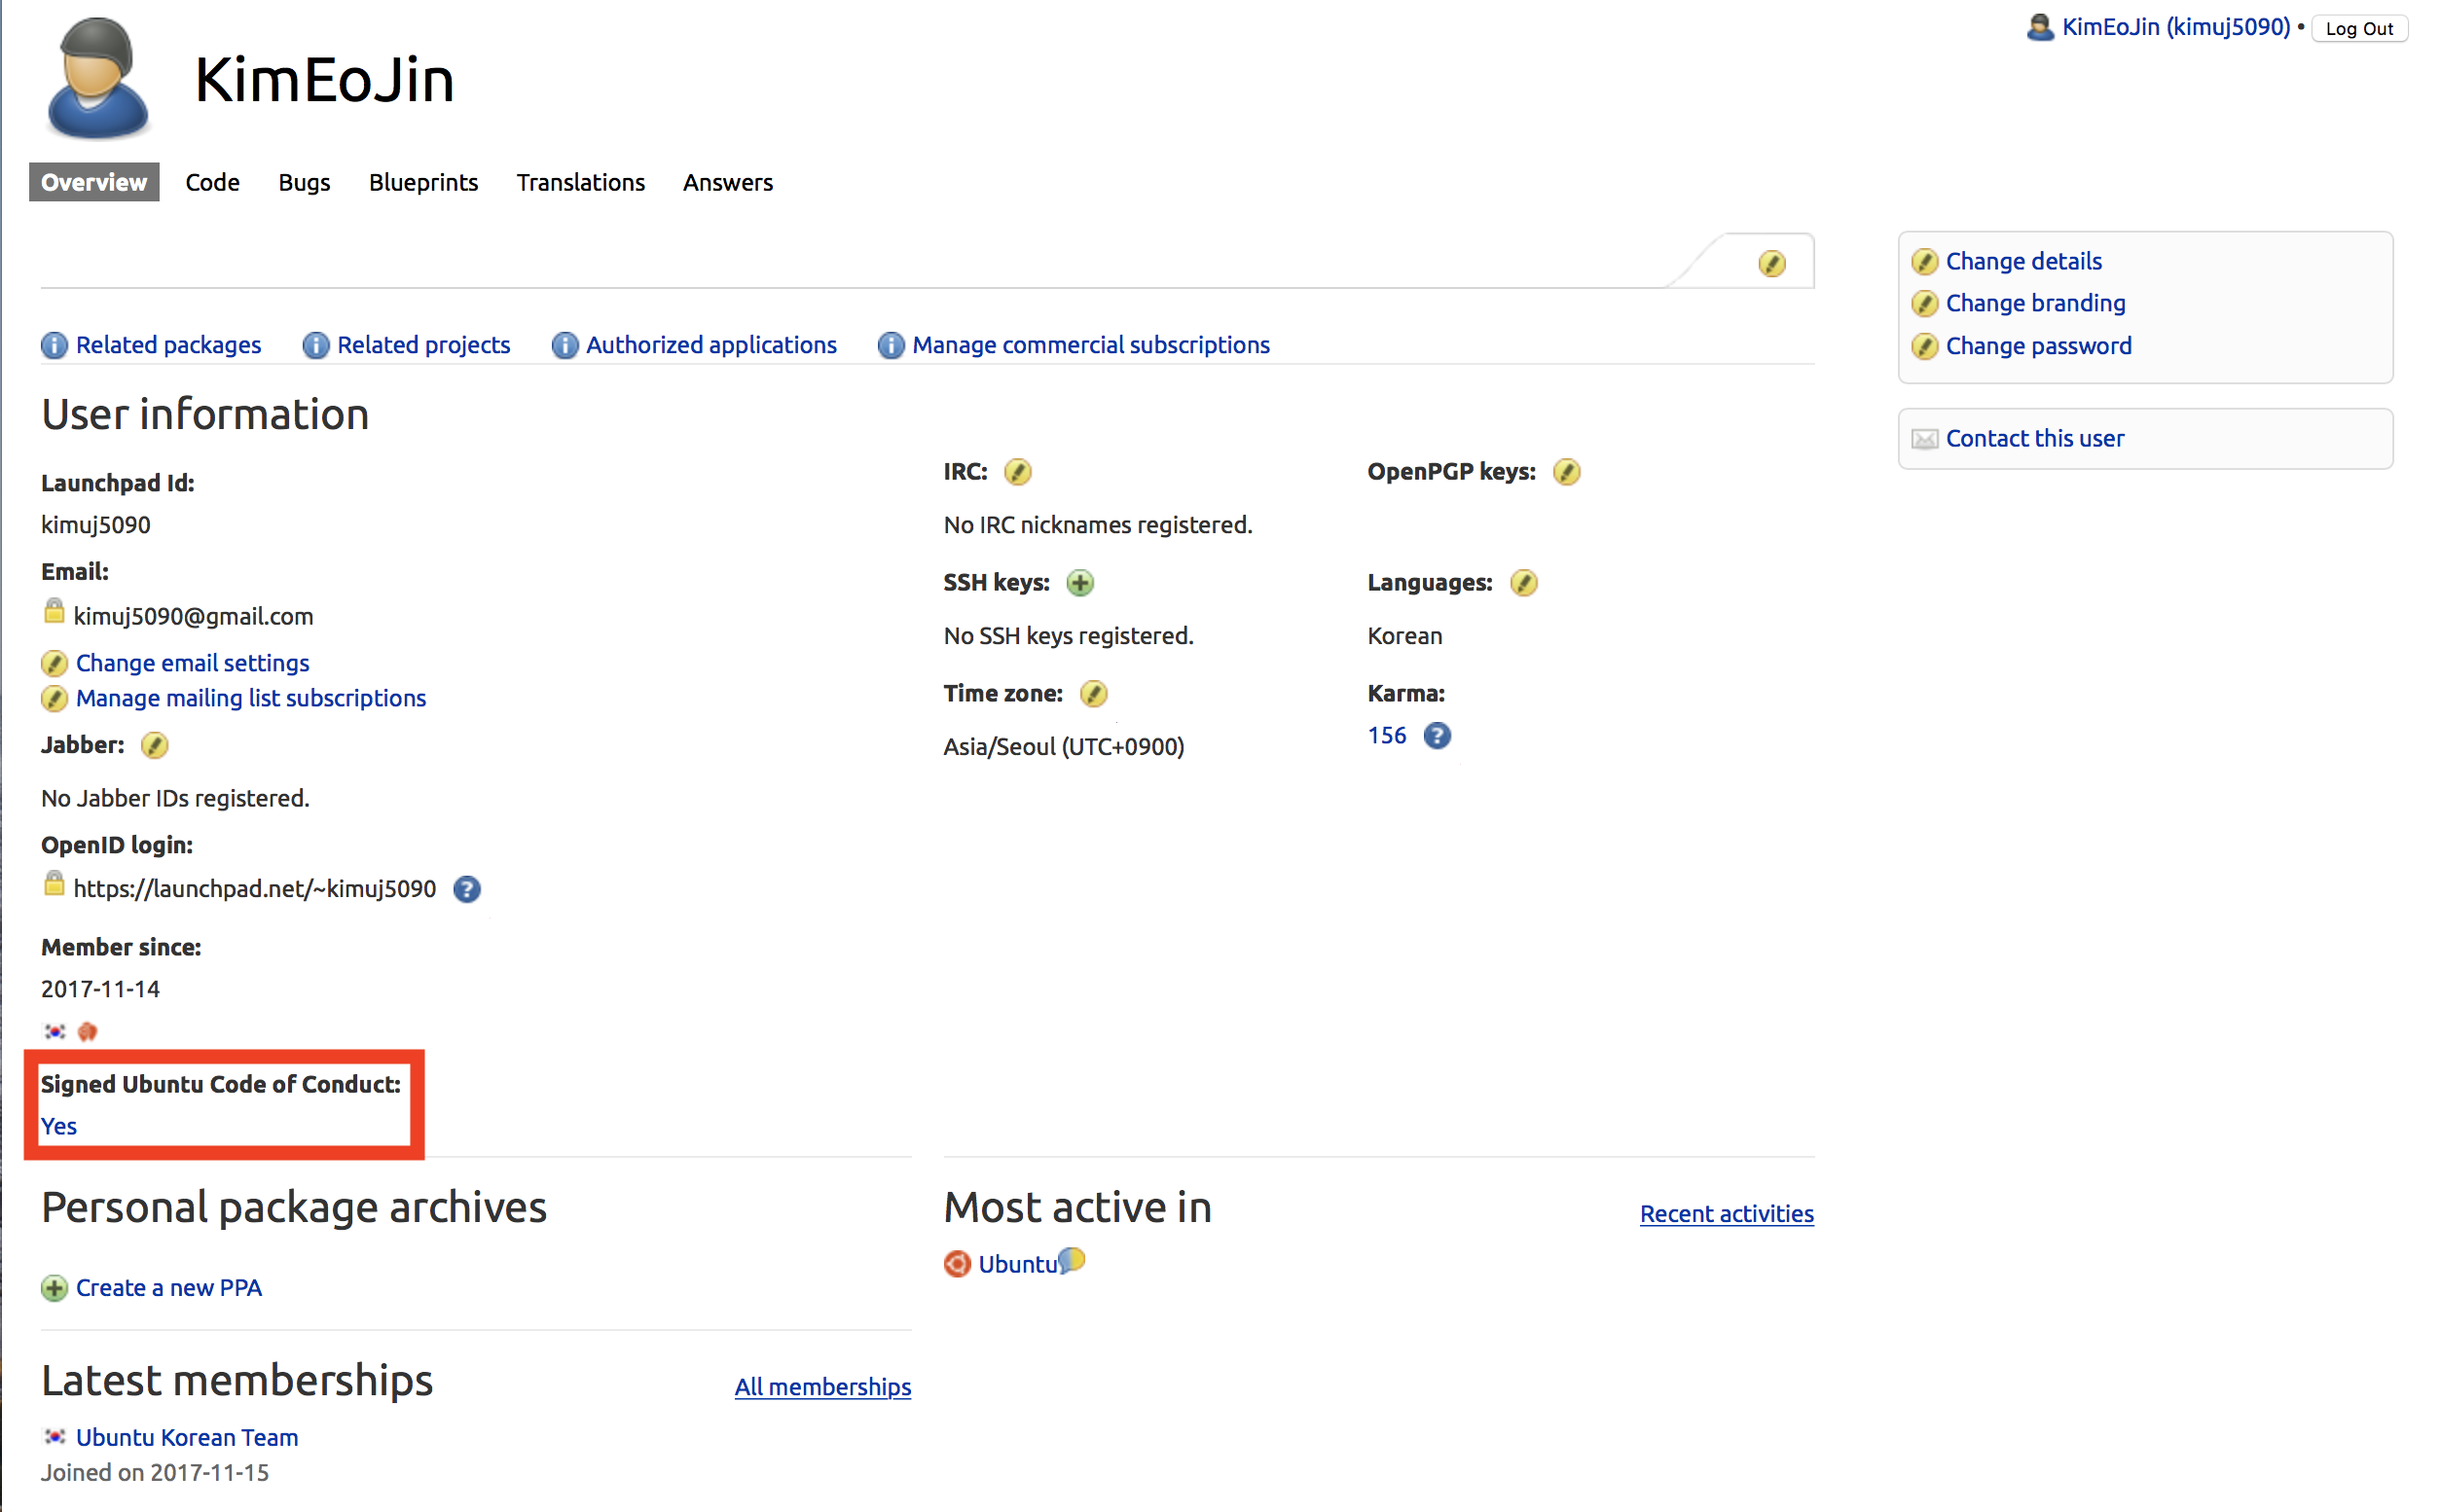 KimEoJin (kimuj5090) • Log Out
KimEoJin
Overview Code Bugs Blueprints Translations Answers
Related packages Related projects Authorized applications Manage commercial subscriptions
User information
Launchpad Id:
kimuj5090
Email:
kimuj5090@gmail.com
Change email settings
Manage mailing list subscriptions
Jabber:
No Jabber IDs registered.
OpenID login:
https://launchpad.net/~kimuj5090
Member since:
2017-11-14
Signed Ubuntu Code of Conduct:
Yes
IRC:
No IRC nicknames registered.
SSH keys:
No SSH keys registered.
Time zone:
Asia/Seoul (UTC+0900)
OpenPGP keys:
Languages:
Korean
Karma:
156
Change details
Change branding
Change password
Contact this user
Personal package archives
Create a new PPA
Most active in
Recent activities
Ubuntu
Latest memberships
All memberships
Ubuntu Korean Team
Joined on 2017-11-15